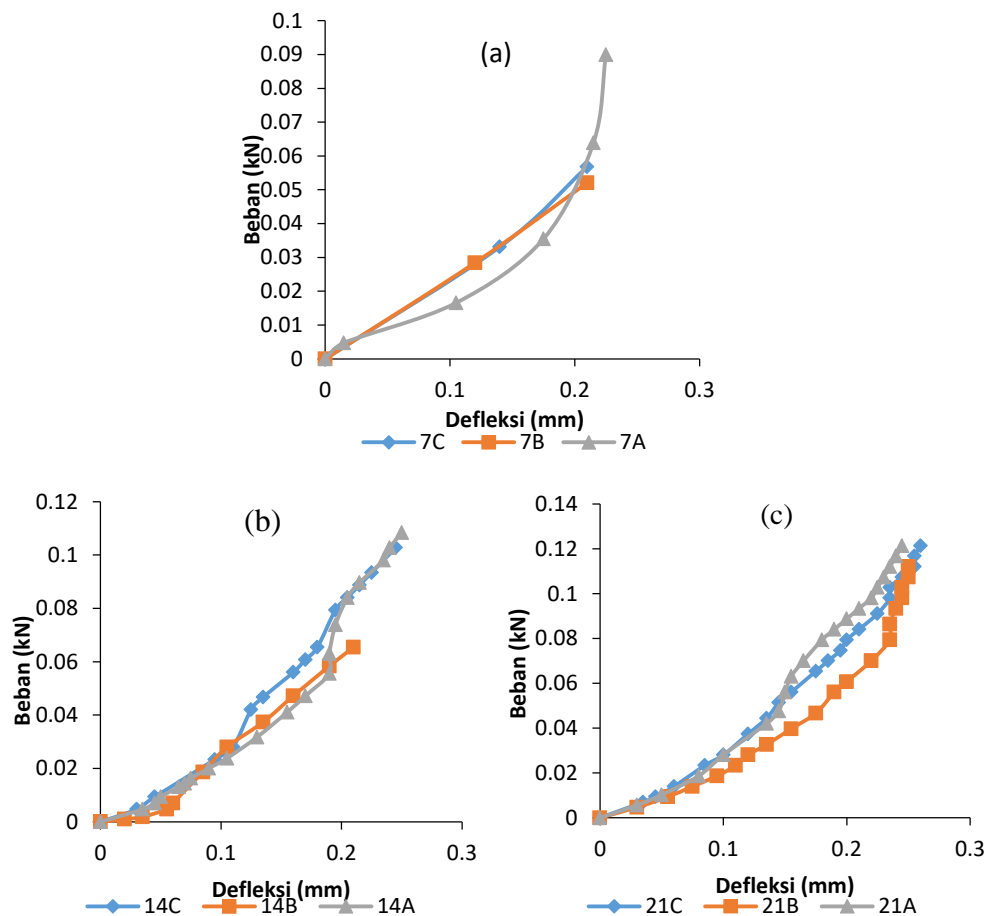 (a)
Beban (kN)
0.1
0.09
0.08
0.07
0.06
0.05
0.04
0.03
0.02
0.01
0
0 0.1 0.2 0.3
Defleksi (mm)
7C 7B 7A
(b)
Beban (kN)
0.12
0.1
0.08
0.06
0.04
0.02
0
0 0.1 0.2 0.3
Defleksi (mm)
14C 14B 14A
(c)
Beban (kN)
0.14
0.12
0.1
0.08
0.06
0.04
0.02
0
0 0.1 0.2 0.3
Defleksi (mm)
21C 21B 21A